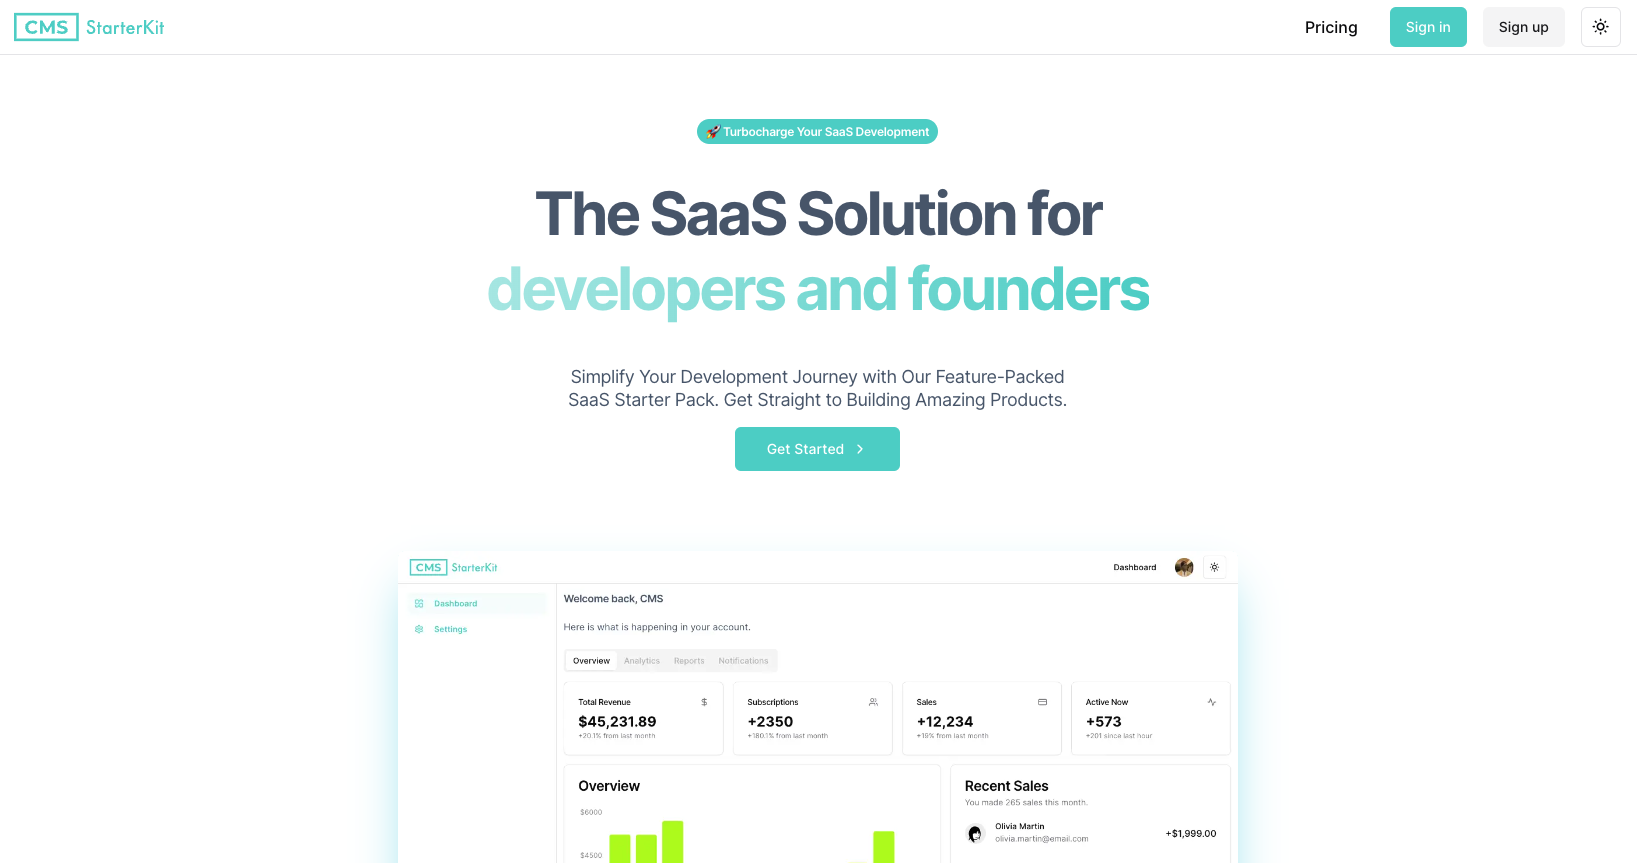 CMS StarterKit
Pricing
Sign in
Sign up
🚀 Turbocharge Your SaaS Development
The SaaS Solution for
developers and founders
Simplify Your Development Journey with Our Feature-Packed
SaaS Starter Pack. Get Straight to Building Amazing Products.
Get Started
CMS StarterKit
Dashboard
Dashboard
Settings
Welcome back, CMS
Here is what is happening in your account.
Overview Analytics Reports Notifications
Total Revenue
$
$45,231.89
+20.1% from last month
Subscriptions
+2350
+180.1% from last month
Sales
+12,234
+19% from last month
Active Now
+573
+201 since last hour
Overview
$6000
$4500
Recent Sales
You made 265 sales this month.
Olivia Martin
olivia.martin@email.com
+$1,999.00